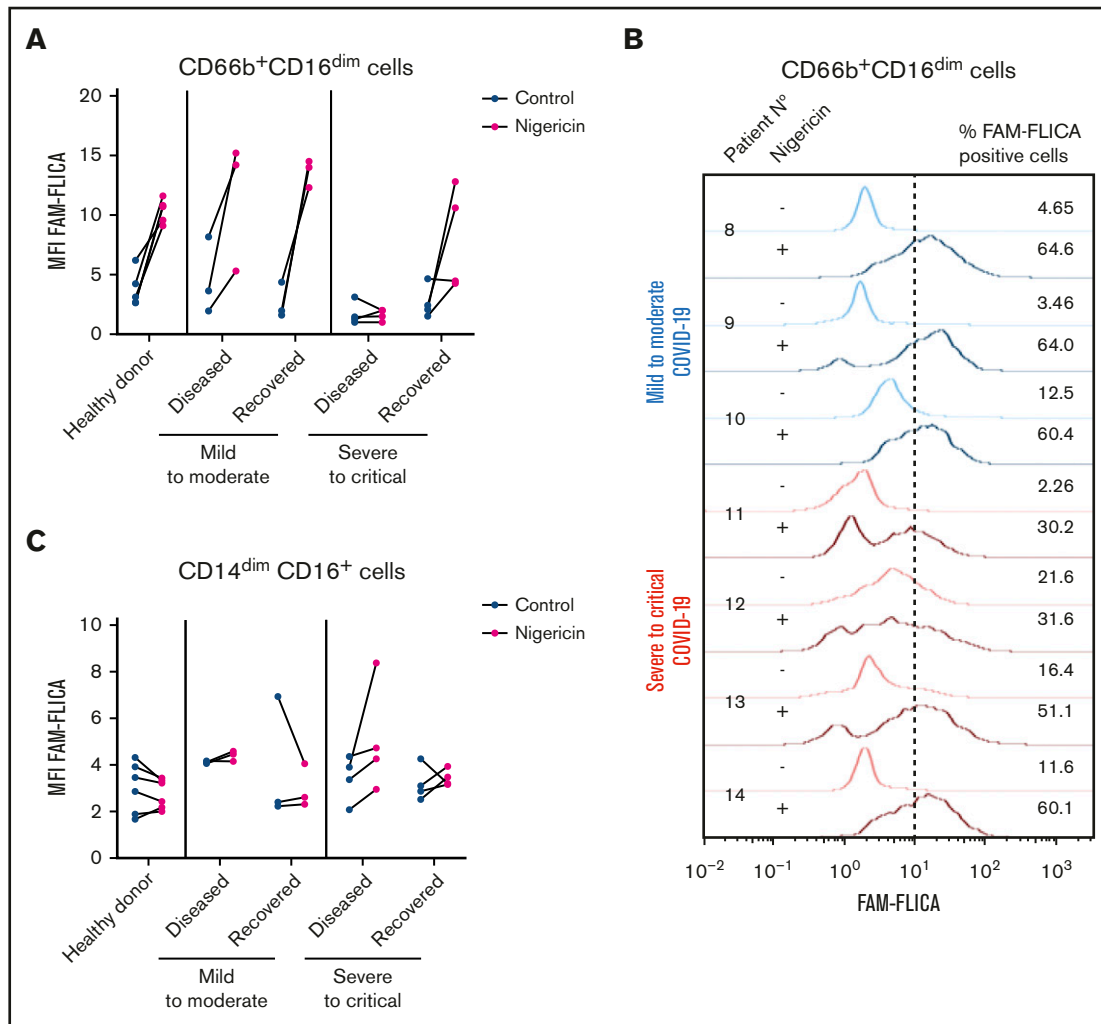 A
CD66b+CD16dim cells
Control
Nigericin
MFI FAM-FLICA
20
15
10
5
0
Healthy donor
Diseased
Recovered
Diseased
Recovered
Mild
to moderate
Severe
to critical
B
CD66b+CD16dim cells
Patient N°
Nigericin
% FAM-FLICA
positive cells
Mild to moderate
COVID-19
Severe to critical
COVID-19
8
- 4.65
+ 64.6
9
- 3.46
+ 64.0
10
- 12.5
+ 60.4
11
- 2.26
+ 30.2
12
- 21.6
+ 31.6
13
- 16.4
+ 51.1
14
- 11.6
+ 60.1
10-2 10-1 100 101 102 103
FAM-FLICA
C
CD14dim CD16+ cells
Control
Nigericin
MFI FAM-FLICA
10
8
6
4
2
0
Healthy donor
Diseased
Recovered
Diseased
Recovered
Mild
to moderate
Severe
to critical